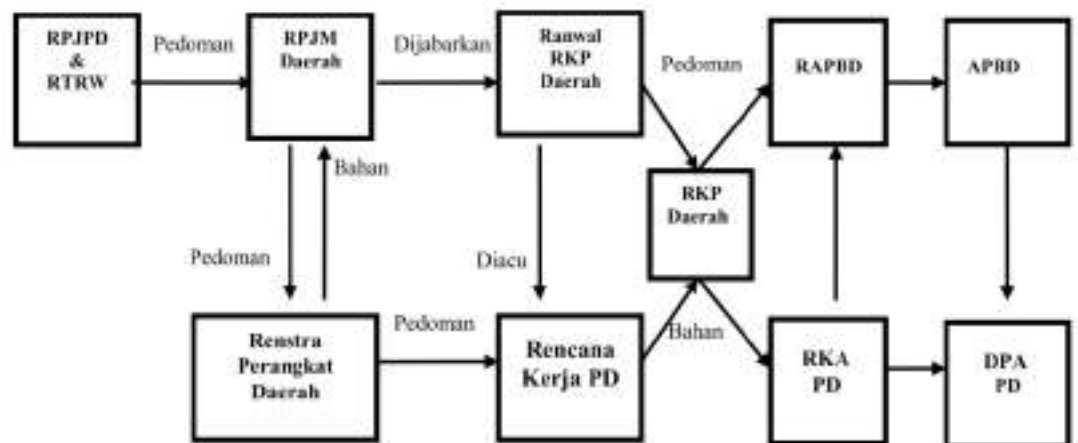 RPJPD
&
RTRW
Pedoman
RPJM
Daerah
Dijabarkan
Ranwal
RKP
Daerah
Pedoman
RAPBD
APBD
Bahan
RKP
Daerah
Pedoman
Diacu
Renstra
Perangkat
Daerah
Pedoman
Rencana
Kerja PD
Bahan
RKA
PD
DPA
PD